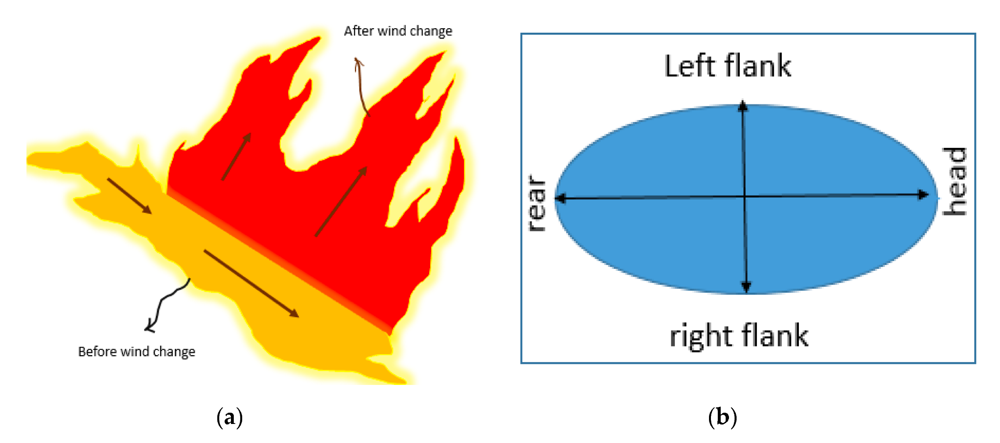 After wind change
Before wind change
(a)
Left flank
rear
head
right flank
(b)